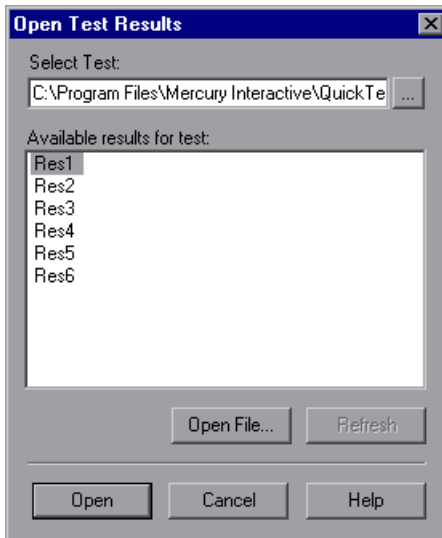 Open Test Results
Select Test:
C:\Program Files\Mercury Interactive\QuickTe ...
Available results for test:
Res1
Res2
Res3
Res4
Res5
Res6
Open File... Refresh
Open Cancel Help